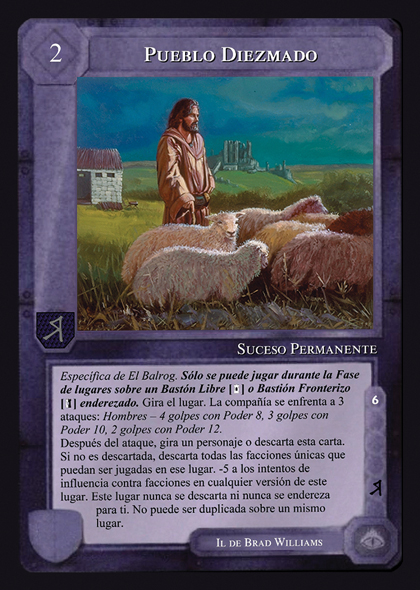 2
PUEBLO DIEZMADO
SUCESO PERMANENTE
Específica de El Balrog. Sólo se puede jugar durante la Fase
de lugares sobre un Bastón Libre [ ] o Bastión Fronterizo
[ ] enderezado. Gira el lugar. La compañía se enfrenta a 3
ataques: Hombres – 4 golpes con Poder 8, 3 golpes con
Poder 10, 2 golpes con Poder 12.
Después del ataque, gira un personaje o descarta esta carta.
Si no es descartada, descarta todas las facciones únicas que
puedan ser jugadas en ese lugar. -5 a los intentos de
influencia contra facciones en cualquier versión de este
lugar. Este lugar nunca se descarta ni nunca se endereza
para ti. No puede ser duplicada sobre un mismo
lugar.
6
IL DE BRAD WILLIAMS